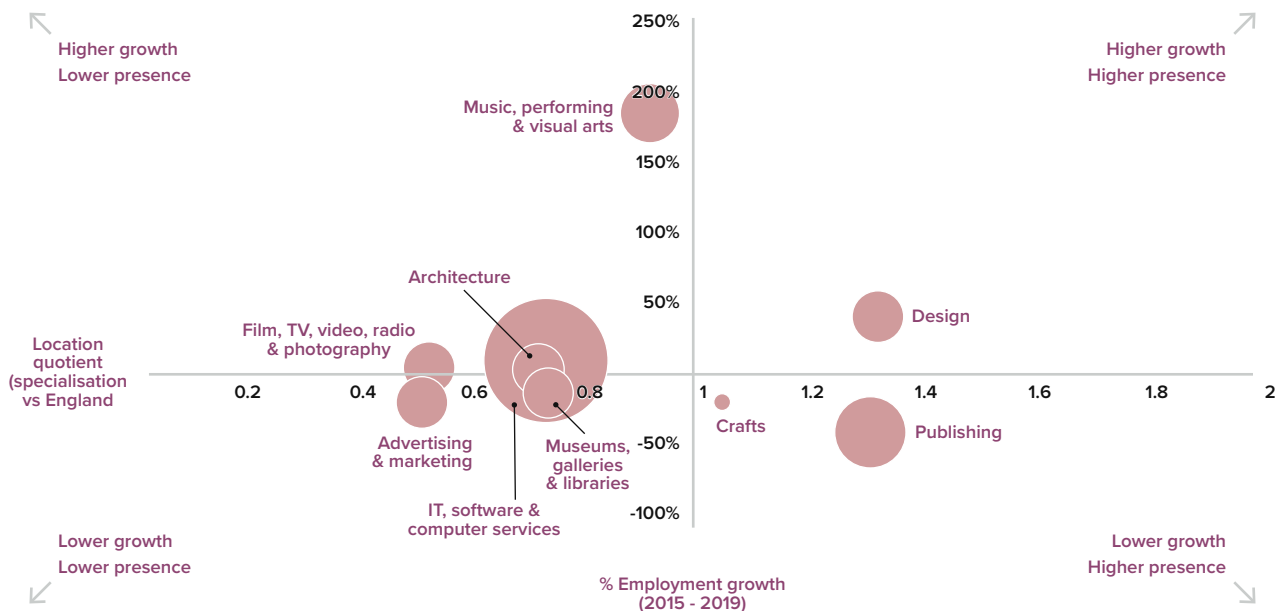 250%
Higher growth
Lower presence
Higher growth
Higher presence
200%
Music, performing
& visual arts
150%
100%
Architecture
50%
Design
Film, TV, video, radio
& photography
Location
quotient
(specialisation
vs England
0.2
0.4
0.6
0.8
1
1.2
1.4
1.6
1.8
2
Crafts
Publishing
Advertising
& marketing
Museums,
galleries
& libraries
-50%
IT, software &
computer services
-100%
Lower growth
Lower presence
Lower growth
Higher presence
% Employment growth
(2015 - 2019)